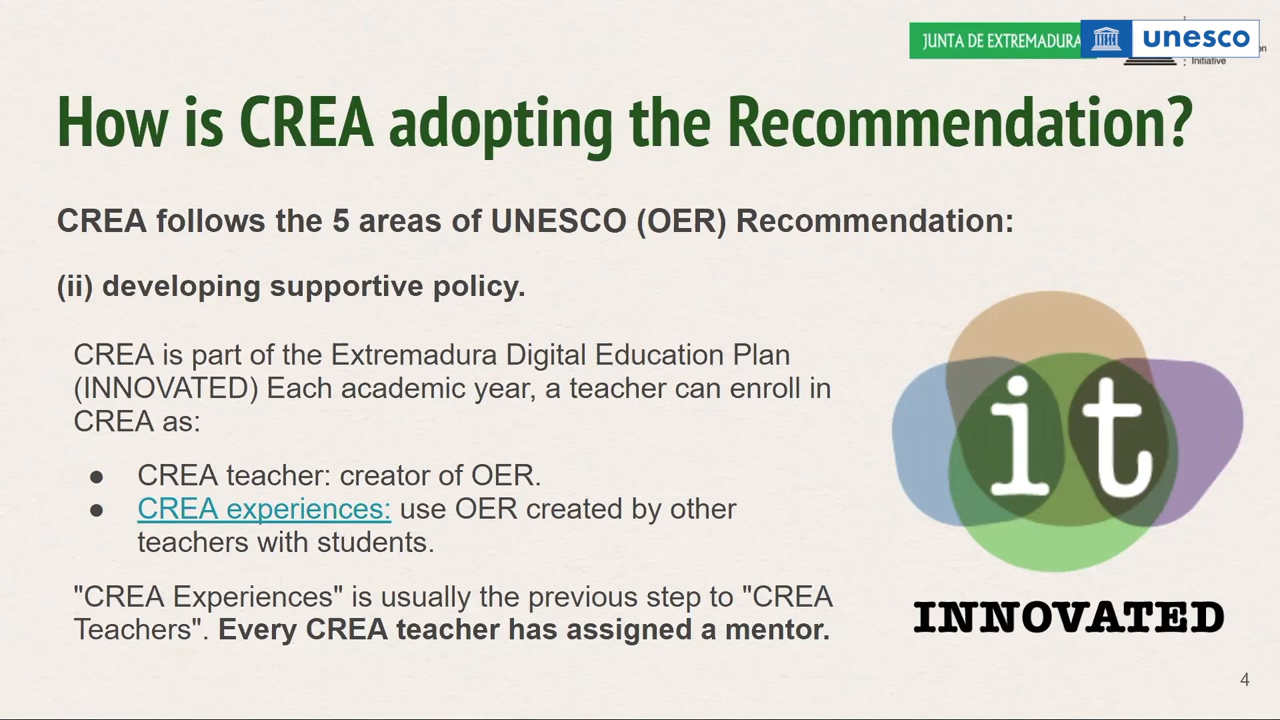 JUNTA DE EXTREMADURA
unesco
Initiative
How is CREA adopting the Recommendation?
CREA follows the 5 areas of UNESCO (OER) Recommendation:
(ii) developing supportive policy.
CREA is part of the Extremadura Digital Education Plan
(INNOVATED) Each academic year, a teacher can enroll in
CREA as:
● CREA teacher: creator of OER.
● CREA experiences: use OER created by other
teachers with students.
"CREA Experiences" is usually the previous step to "CREA
Teachers". Every CREA teacher has assigned a mentor.
it
INNOVATED
4